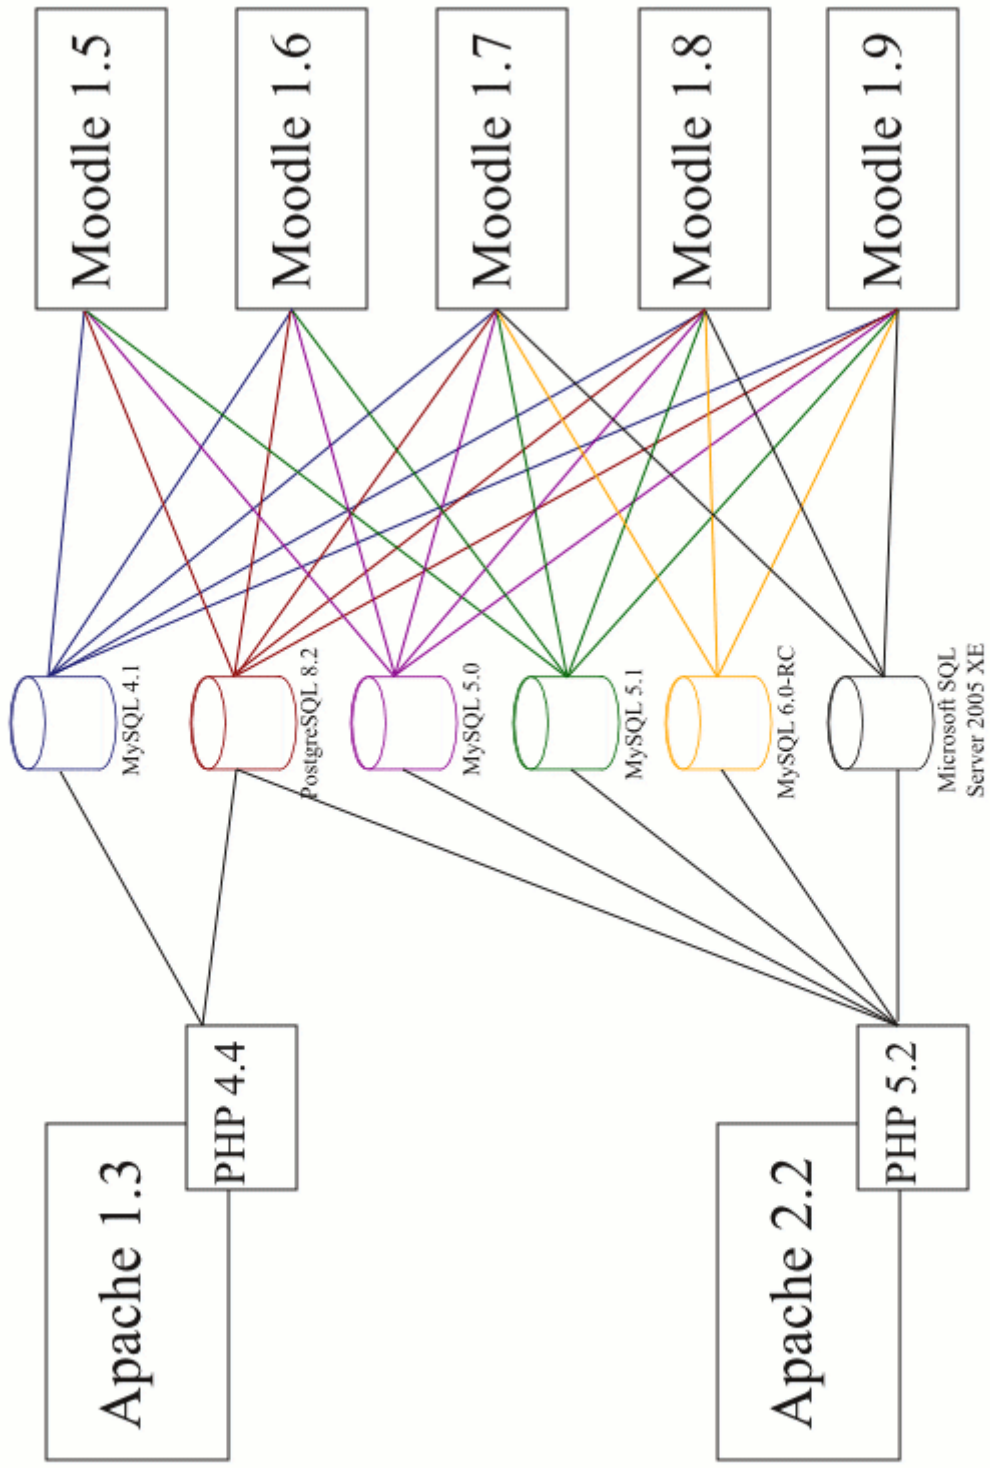 Apache 1.3
PHP 4.4
Apache 2.2
PHP 5.2
MySQL 4.1
PostgreSQL 8.2
MySQL 5.0
MySQL 5.1
MySQL 6.0-RC
Microsoft SQL
Server 2005 XE
Moodle 1.5
Moodle 1.6
Moodle 1.7
Moodle 1.8
Moodle 1.9